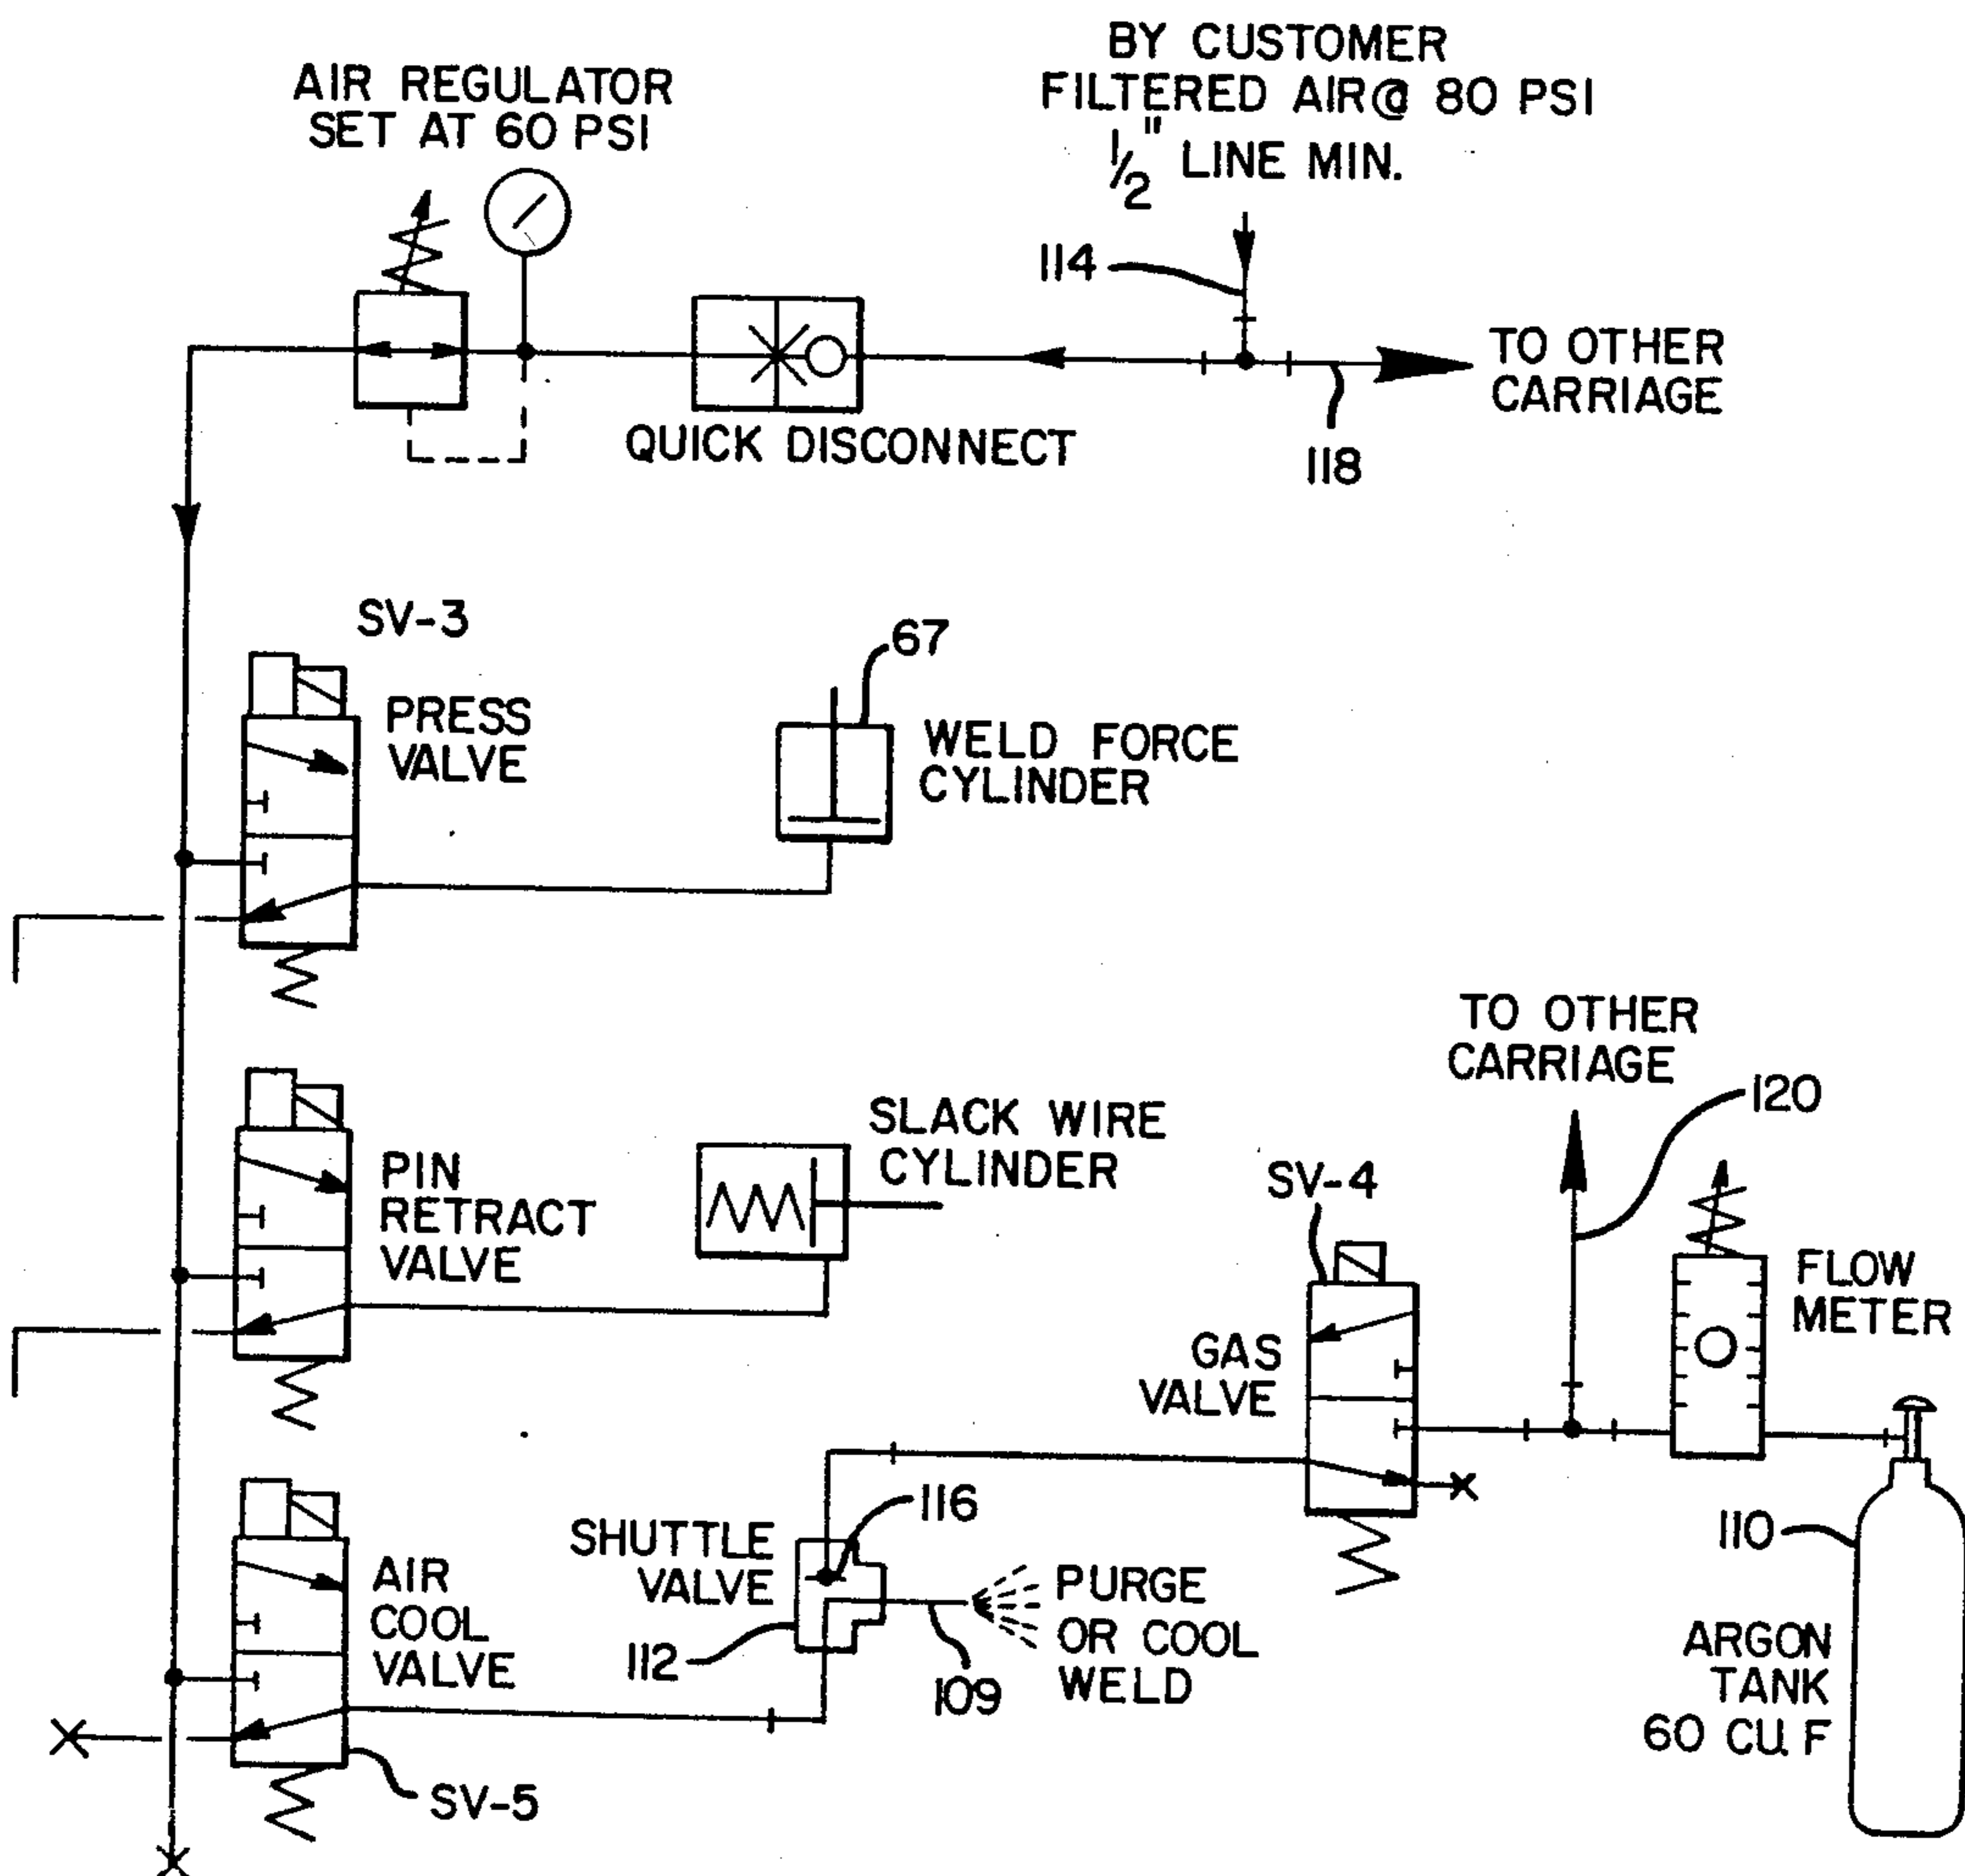 BY CUSTOMER
FILTERED AIR@ 80 PSI
1/2" LINE MIN.
AIR REGULATOR
SET AT 60 PSI
114
TO OTHER
CARRIAGE
118
QUICK DISCONNECT
SV-3
PRESS
VALVE
67
WELD FORCE
CYLINDER
TO OTHER
CARRIAGE
120
SLACK WIRE
CYLINDER
PIN
RETRACT
VALVE
SV-4
GAS
VALVE
FLOW
METER
116
SHUTTLE
VALVE
112
109
PURGE
OR COOL
WELD
110
ARGON
TANK
60 CU. F
AIR
COOL
VALVE
SV-5